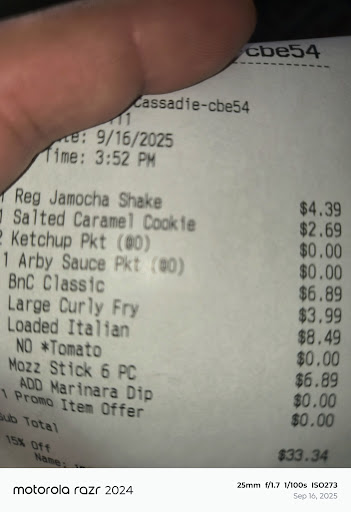 cbe54
Cassadie-cbe54
111
9/16/2025
Time: 3:52 PM
1 Reg Jamocha Shake $4.39
1 Salted Caramel Cookie $2.69
2 Ketchup Pkt (@0) $0.00
1 Arby Sauce Pkt (@0) $0.00
BnC Classic $6.89
Large Curly Fry $3.99
Loaded Italian $8.49
NO *Tomato $0.00
Mozz Stick 6 PC $6.89
ADD Marinara Dip $0.00
1 Promo Item Offer $0.00
Sub Total $33.34
15% Off
Name:
motorola razr 2024
25mm f/1.7 1/100s ISO273
Sep 16, 2025